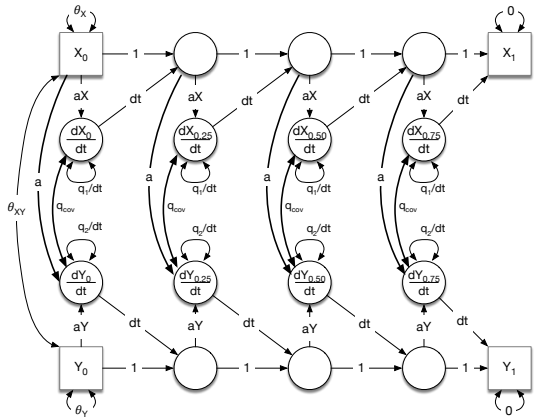 θX 0
X0 1 1 1 1 X1
aX dt aX dt aX dt aX dt
dX0 dX0.25 dX0.50 dX0.75
dt dt dt dt
q1/dt q1/dt q1/dt q1/dt
a a a a
θXY qcov qcov qcov qcov
q2/dt q2/dt q2/dt q2/dt
dY0 dY0.25 dY0.50 dY0.75
dt dt dt dt
aY dt aY dt aY dt aY dt
Y0 1 1 1 1 Y1
θY 0